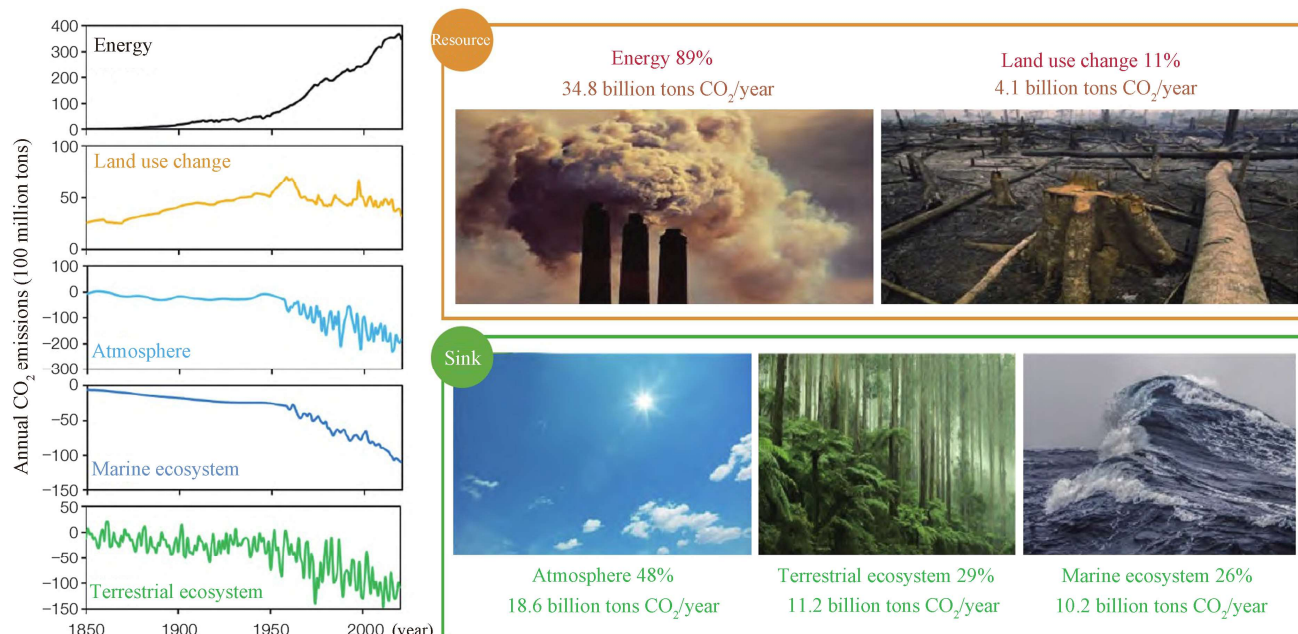 Annual CO₂ emissions (100 million tons)
400
300
200
100
0
Energy
100
50
0
Land use change
100
0
−100
−200
300
Atmosphere
0
−50
−100
−150
Marine ecosystem
50
0
−50
−100
−150
Terrestrial ecosystem
1850 1900 1950 2000 (year)
Resource
Energy 89%
34.8 billion tons CO₂/year
Land use change 11%
4.1 billion tons CO₂/year
Sink
Atmosphere 48%
18.6 billion tons CO₂/year
Terrestrial ecosystem 29%
11.2 billion tons CO₂/year
Marine ecosystem 26%
10.2 billion tons CO₂/year